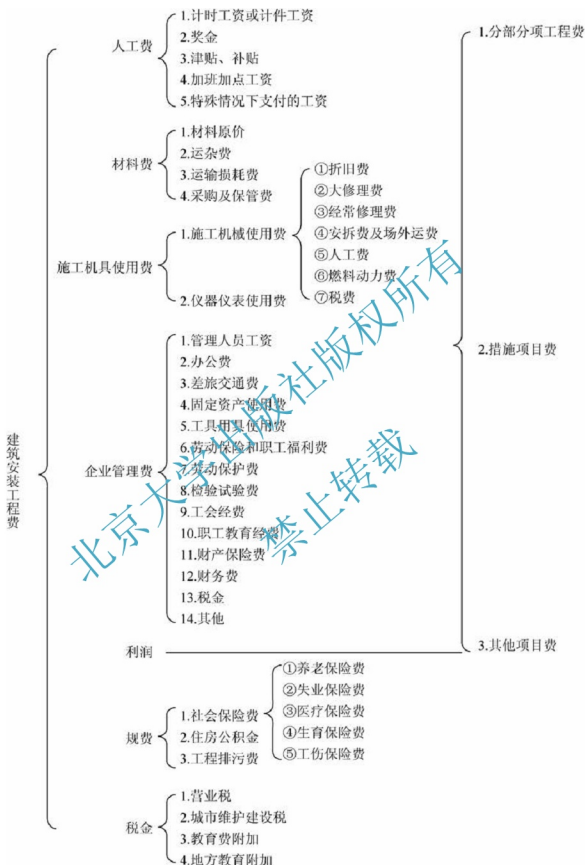 建筑安装工程费
人工费
1.计时工资或计件工资
2.奖金
3.津贴、补贴
4.加班加点工资
5.特殊情况下支付的工资
材料费
1.材料原价
2.运杂费
3.运输损耗费
4.采购及保管费
施工机具使用费
1.施工机械使用费
①折旧费
②大修理费
③经常修理费
④安拆费及场外运费
⑤人工费
⑥燃料动力费
⑦税费
2.仪器仪表使用费
企业管理费
1.管理人员工资
2.办公费
3.差旅交通费
4.固定资产使用费
5.工具用具使用费
6.劳动保险和职工福利费
7.劳动保护费
8.检验试验费
9.工会经费
10.职工教育经费
11.财产保险费
12.财务费
13.税金
14.其他
利润
规费
1.社会保险费
①养老保险费
②失业保险费
③医疗保险费
④生育保险费
⑤工伤保险费
2.住房公积金
3.工程排污费
税金
1.营业税
2.城市维护建设税
3.教育费附加
4.地方教育附加
1.分部分项工程费
2.措施项目费
3.其他项目费
北京大学出版社版权所有
禁止转载